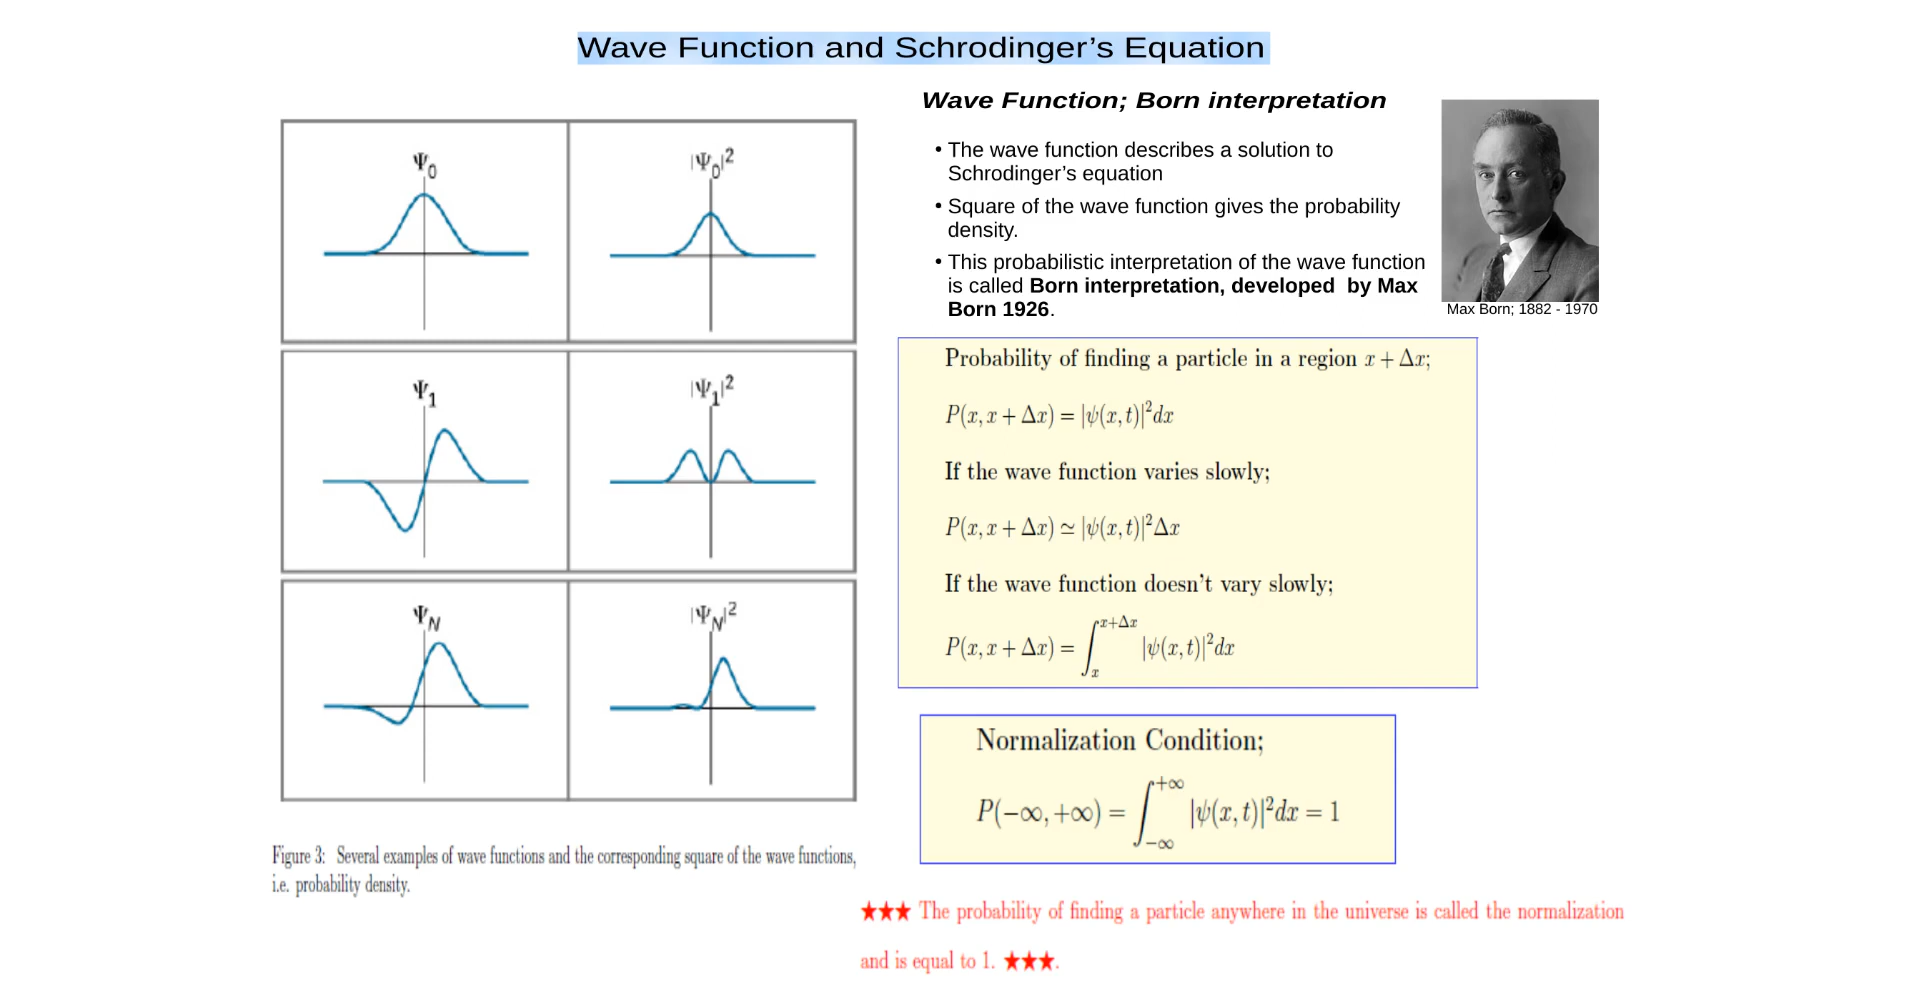 Wave Function and Schrodinger’s Equation
Ψ0
|Ψ0|2
Ψ1
|Ψ1|2
ΨN
|ΨN|2
Figure 3: Several examples of wave functions and the corresponding square of the wave functions,
i.e. probability density.
Wave Function; Born interpretation
• The wave function describes a solution to
Schrodinger’s equation
• Square of the wave function gives the probability
density.
• This probabilistic interpretation of the wave function
is called Born interpretation, developed by Max
Born 1926.
Max Born; 1882 - 1970
Probability of finding a particle in a region x + Δx;
P(x, x + Δx) = |ψ(x, t)|²dx
If the wave function varies slowly;
P(x, x + Δx) ≃ |ψ(x, t)|²Δx
If the wave function doesn’t vary slowly;
P(x, x + Δx) = ∫_x^{x+Δx} |ψ(x, t)|²dx
Normalization Condition;
P(−∞, +∞) = ∫_{−∞}^{+∞} |ψ(x, t)|²dx = 1
★★★ The probability of finding a particle anywhere in the universe is called the normalization
and is equal to 1. ★★★.